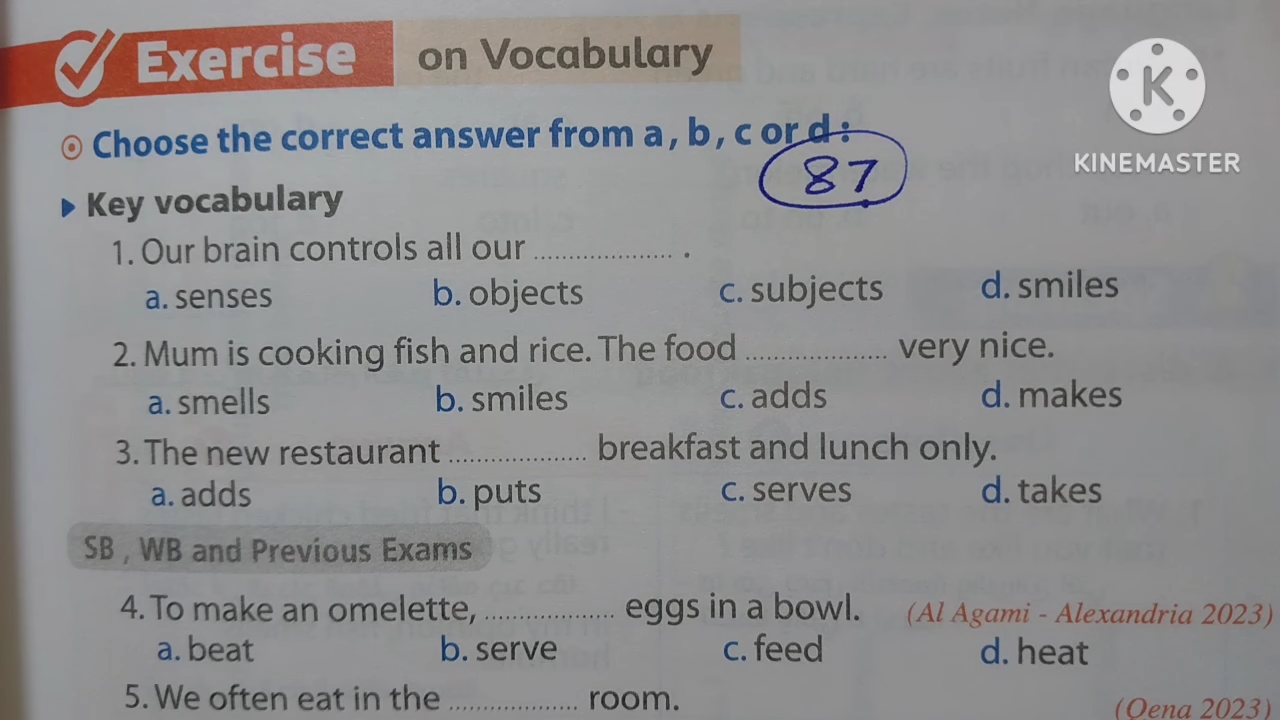 Exercise on Vocabulary
K
KINEMASTER
Choose the correct answer from a, b, c or d:
87
Key vocabulary
1. Our brain controls all our .................... .
a. senses b. objects c. subjects d. smiles
2. Mum is cooking fish and rice. The food .................... very nice.
a. smells b. smiles c. adds d. makes
3. The new restaurant .................... breakfast and lunch only.
a. adds b. puts c. serves d. takes
SB, WB and Previous Exams
4. To make an omelette, .................... eggs in a bowl. (Al Agami - Alexandria 2023)
a. beat b. serve c. feed d. heat
5. We often eat in the .................... room. (Qena 2023)